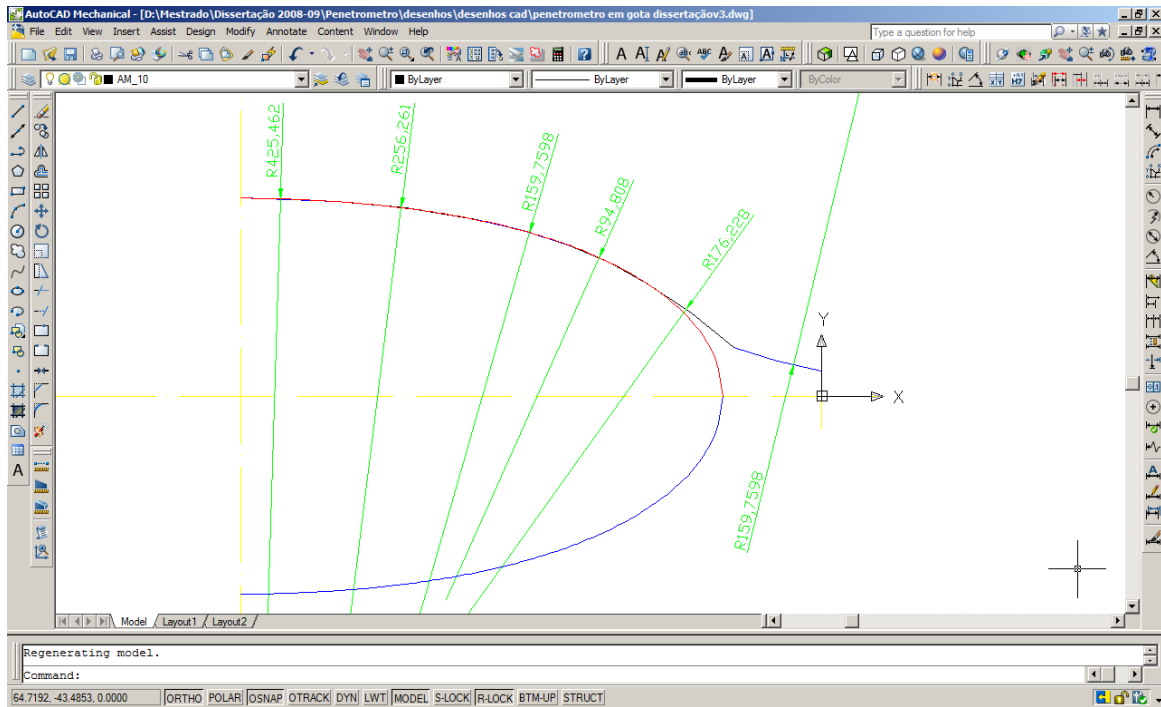 AutoCAD Mechanical - [D:\Mestrado\Dissertação 2008-09\Penetrometro\desenhos\desenhos cad\penetrometro em gota dissertaçãov3.dwg]
File Edit View Insert Assist Design Modify Annotate Content Window Help
Type a question for help
AM_10
ByLayer
ByLayer
ByLayer
ByColor
R425,462
R256,261
R159,7598
R94,808
R176,228
Y
X
R159,7598
Model Layout1 Layout2
Regenerating model.
Command:
64.7192, -43.4853, 0.0000 ORTHO POLAR OSNAP OTRACK DYN LWT MODEL S-LOCK R-LOCK BTM-UP STRUCT